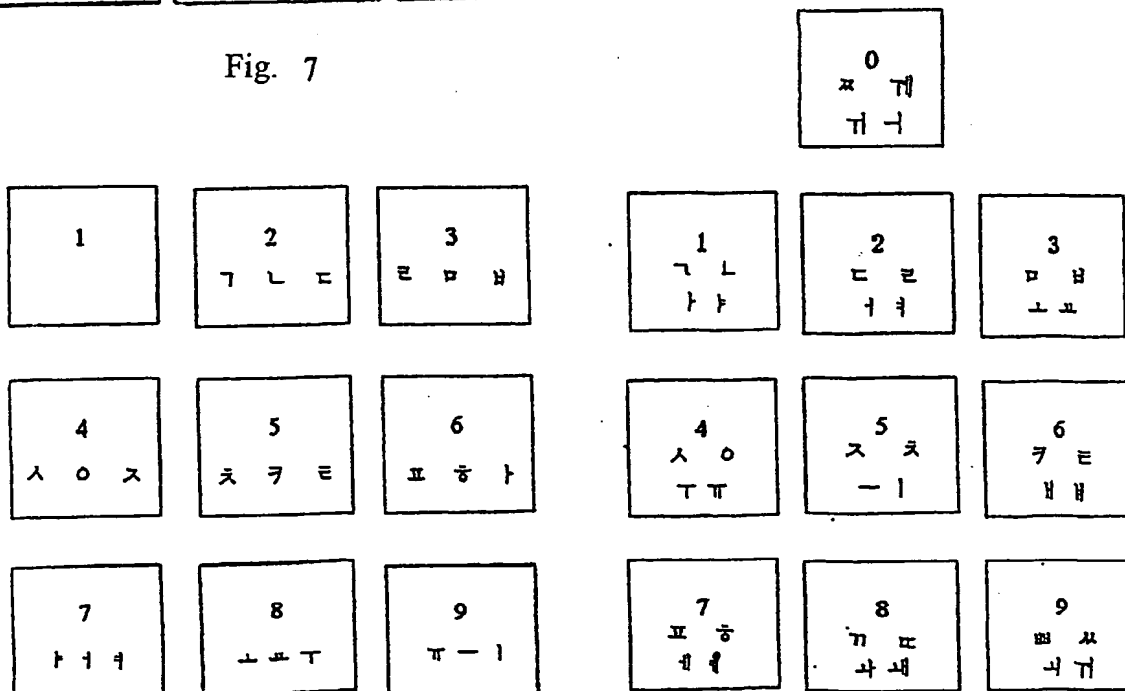 Fig. 7
0
ㅉ ㅞ
ㅟ ㅢ
1
2
ㄱ ㄴ ㄷ
3
ㄹ ㅁ ㅂ
4
ㅅ ㅇ ㅈ
5
ㅊ ㅋ ㅌ
6
ㅍ ㅎ ㅏ
7
ㅑ ㅓ ㅕ
8
ㅗ ㅛ ㅜ
9
ㅠ ㅡ ㅣ
1
ㄱ ㄴ
ㅏ ㅑ
2
ㄷ ㄹ
ㅓ ㅕ
3
ㅁ ㅂ
ㅗ ㅛ
4
ㅅ ㅇ
ㅜ ㅠ
5
ㅈ ㅊ
ㅡ ㅣ
6
ㅋ ㅌ
ㅐ ㅒ
7
ㅍ ㅎ
ㅔ ㅖ
8
ㄲ ㄸ
ㅘ ㅙ
9
ㅃ ㅆ
ㅚ ㅝ